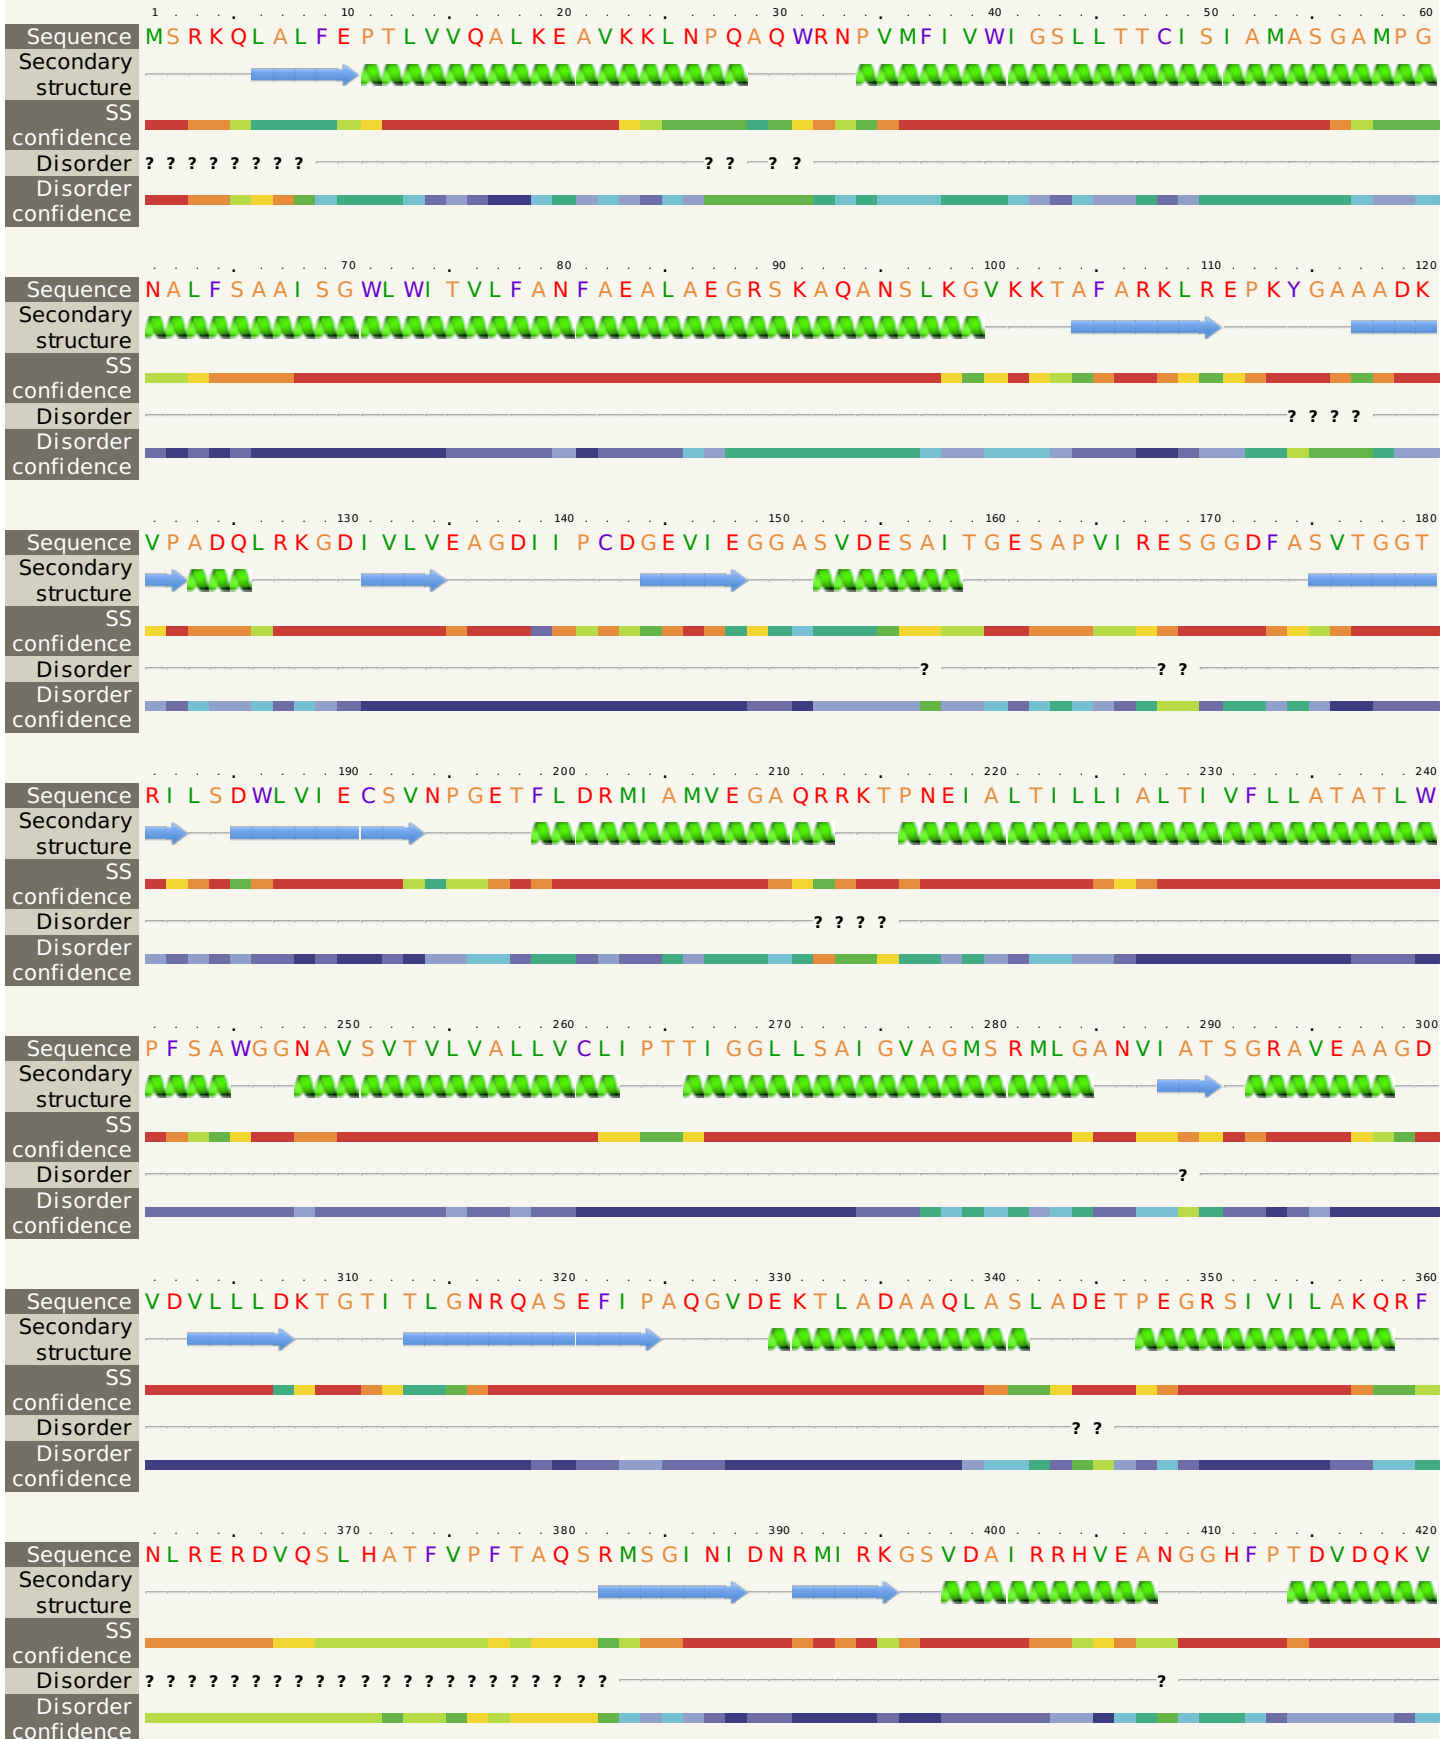 1 10 20 30 40 50 60
Sequence MSRKQLALFEPTLVVQALKEAVKKLNPQAQWRNPVMFIVWIGSLLTTCISIAMASGAMPG
Secondary
structure
SS
confidence
Disorder ? ? ? ? ? ? ? ? ? ? ? ?
Disorder
confidence
70 80 90 100 110 120
Sequence NALFSAAISGWLWITVLFANFAEALAEGRSKAQANSLKGVKKTAFARKLREPKYGAAADK
Secondary
structure
SS
confidence
Disorder ? ? ? ?
Disorder
confidence
130 140 150 160 170 180
Sequence VPADQLRKGDIVLVEAGDIIPCDGEVIEGGASVDESAITGESAPVIRESGGDFASVTGGT
Secondary
structure
SS
confidence
Disorder ? ? ?
Disorder
confidence
190 200 210 220 230 240
Sequence RILSDWLVIECSVNPGETFLDRMIAMVEGAQRRKTPNEIALTILLIALTIVFLLATATLW
Secondary
structure
SS
confidence
Disorder ? ? ? ?
Disorder
confidence
250 260 270 280 290 300
Sequence PFSAWGGNAVSVTVLVALLVCLIPTTIGGLLSAIGVAGMSRMLGANVIATSGRAVEAAGD
Secondary
structure
SS
confidence
Disorder ?
Disorder
confidence
310 320 330 340 350 360
Sequence VDVLLLDKTGTITLGNRQASEFIPAQGVDEKTLADAAQLASLADETPEGRSIVILAKQRF
Secondary
structure
SS
confidence
Disorder ? ?
Disorder
confidence
370 380 390 400 410 420
Sequence NLRERDVQSLHATFVPFTAQSRMSGINIDNRMIRKGSVDAIRRHVEANGGHFPTDVDQKV
Secondary
structure
SS
confidence
Disorder ? ? ? ? ? ? ? ? ? ? ? ? ? ? ? ? ? ? ? ? ? ? ?
Disorder
confidence